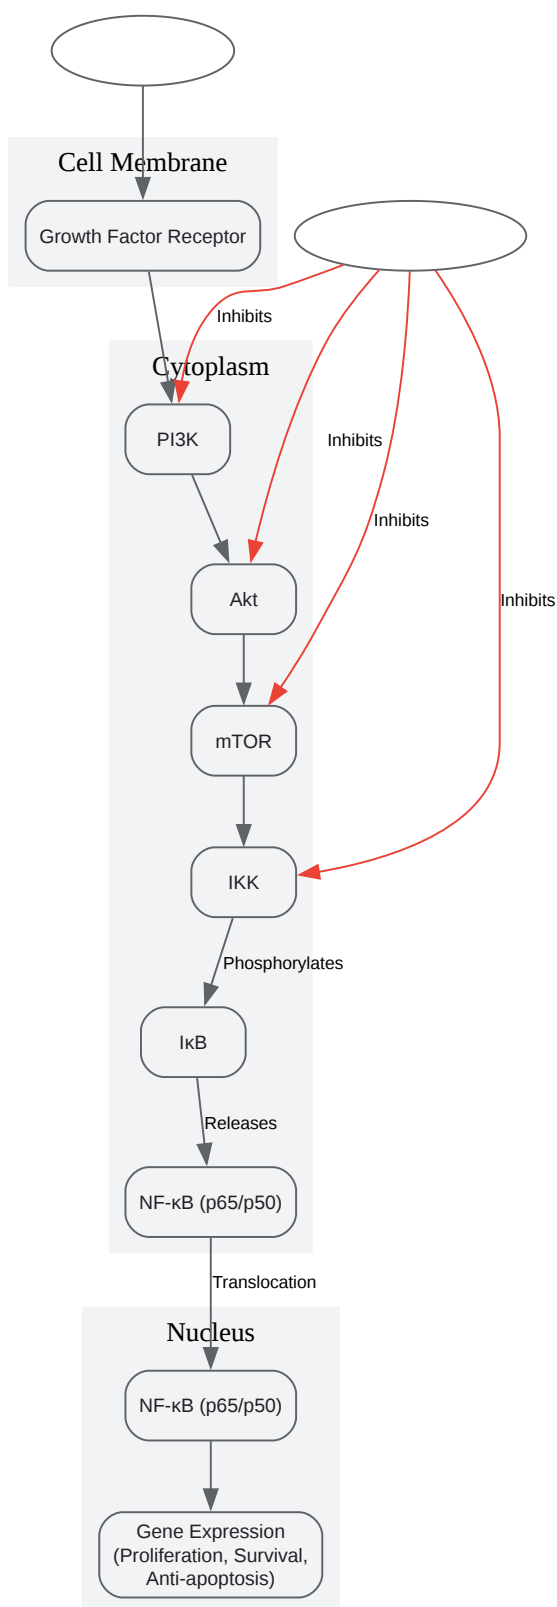 Cell Membrane
Growth Factor Receptor
Inhibits
Cytoplasm
PI3K
Inhibits
Inhibits
Akt
Inhibits
mTOR
IKK
Phosphorylates
IκB
Releases
NF-κB (p65/p50)
Translocation
Nucleus
NF-κB (p65/p50)
Gene Expression
(Proliferation, Survival,
Anti-apoptosis)